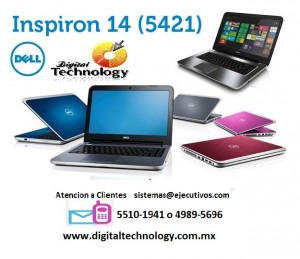 Inspiron 14 (5421)
DELL
Digital
Technology
DELL
Atencion a Clientes sistemas@ejecutivos.com
5510-1941 o 4989-5696
www.digitaltechnology.com.mx